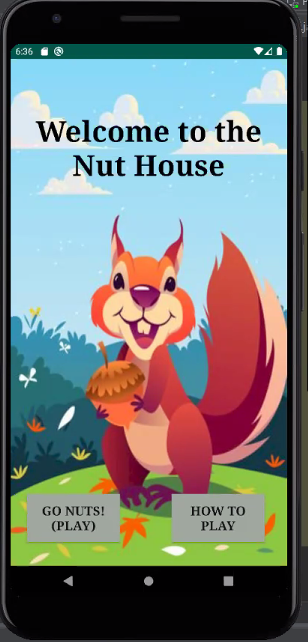 6:36
Welcome to the
Nut House
GO NUTS!
(PLAY)
HOW TO
PLAY